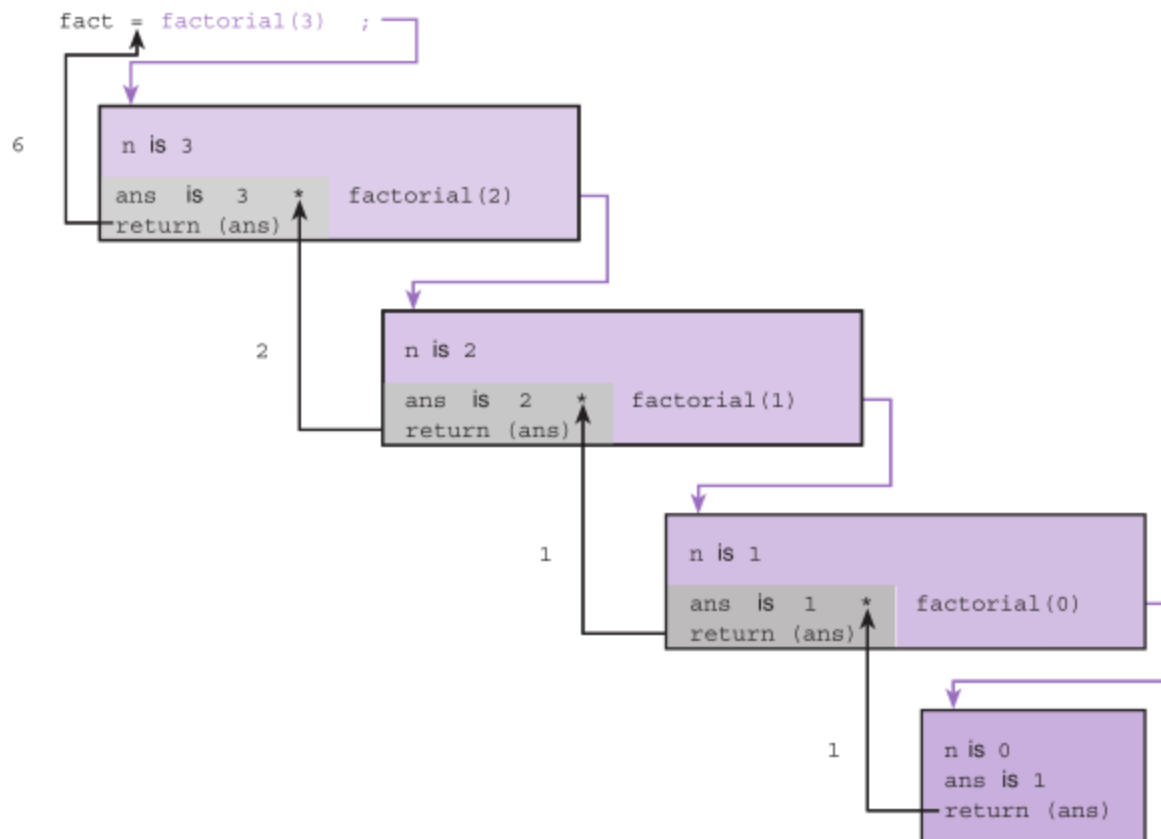 fact = factorial(3) ;
6
n is 3
ans is 3 * factorial(2)
return (ans)
2
n is 2
ans is 2 * factorial(1)
return (ans)
1
n is 1
ans is 1 * factorial(0)
return (ans)
1
n is 0
ans is 1
return (ans)